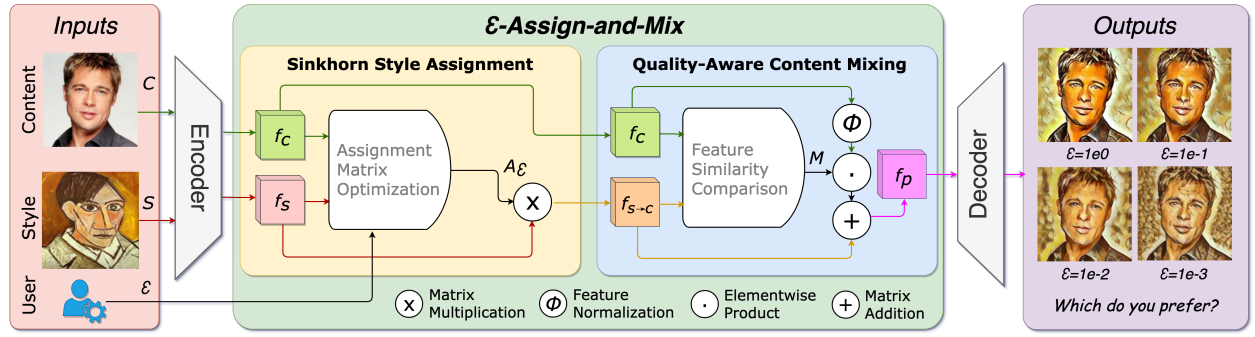 Inputs
Content
C
Style
S
User
ℰ
Encoder
ℰ-Assign-and-Mix
Sinkhorn Style Assignment
f_C
f_S
Assignment
Matrix
Optimization
A_ℰ
x
Quality-Aware Content Mixing
f_C
f_{S→C}
Feature
Similarity
Comparison
M
Φ
·
+
f_p
x Matrix
Multiplication
Φ Feature
Normalization
· Elementwise
Product
+ Matrix
Addition
Decoder
Outputs
ℰ=1e0 ℰ=1e-1
ℰ=1e-2 ℰ=1e-3
Which do you prefer?